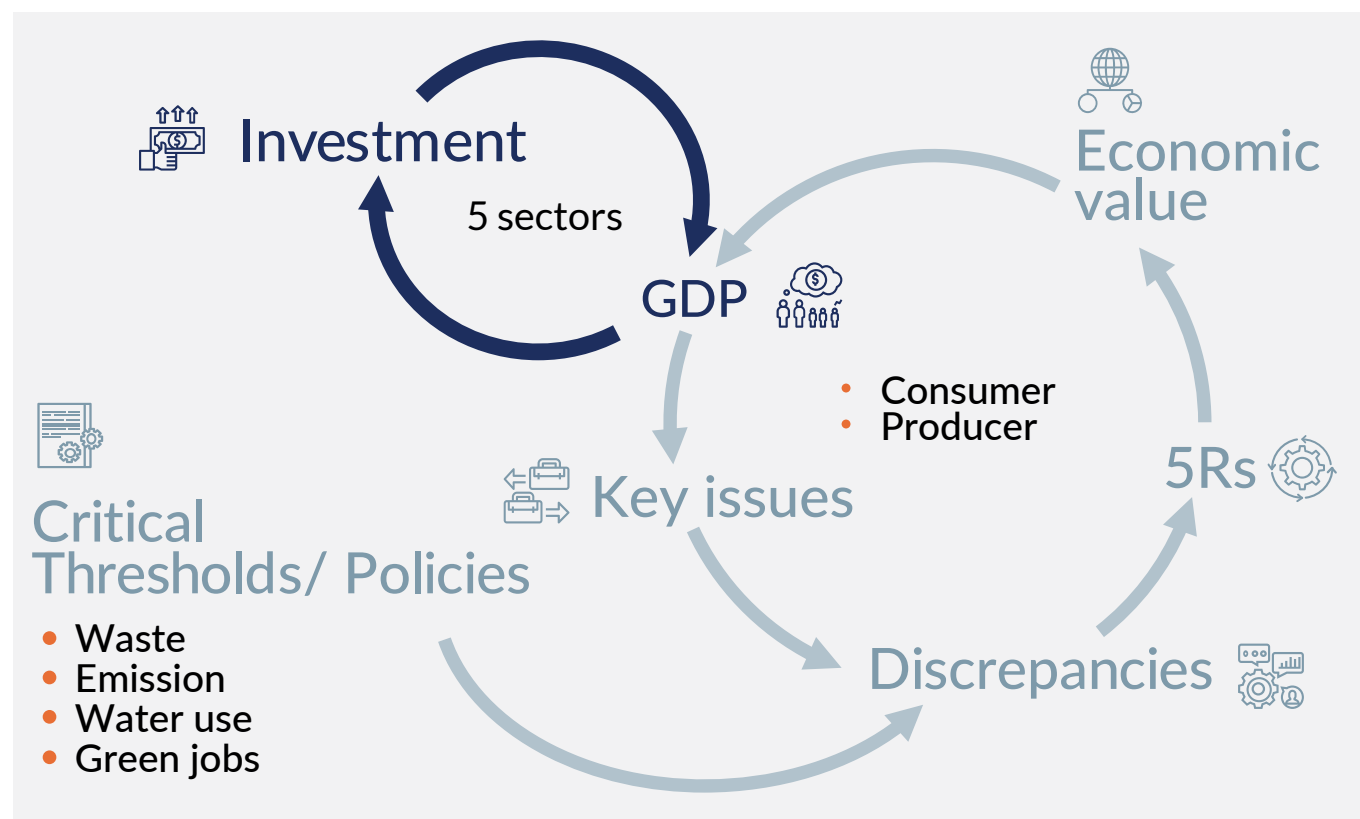 Investment
5 sectors
GDP
Economic
value
• Consumer
• Producer
5Rs
Key issues
Critical
Thresholds/ Policies
• Waste
• Emission
• Water use
• Green jobs
Discrepancies